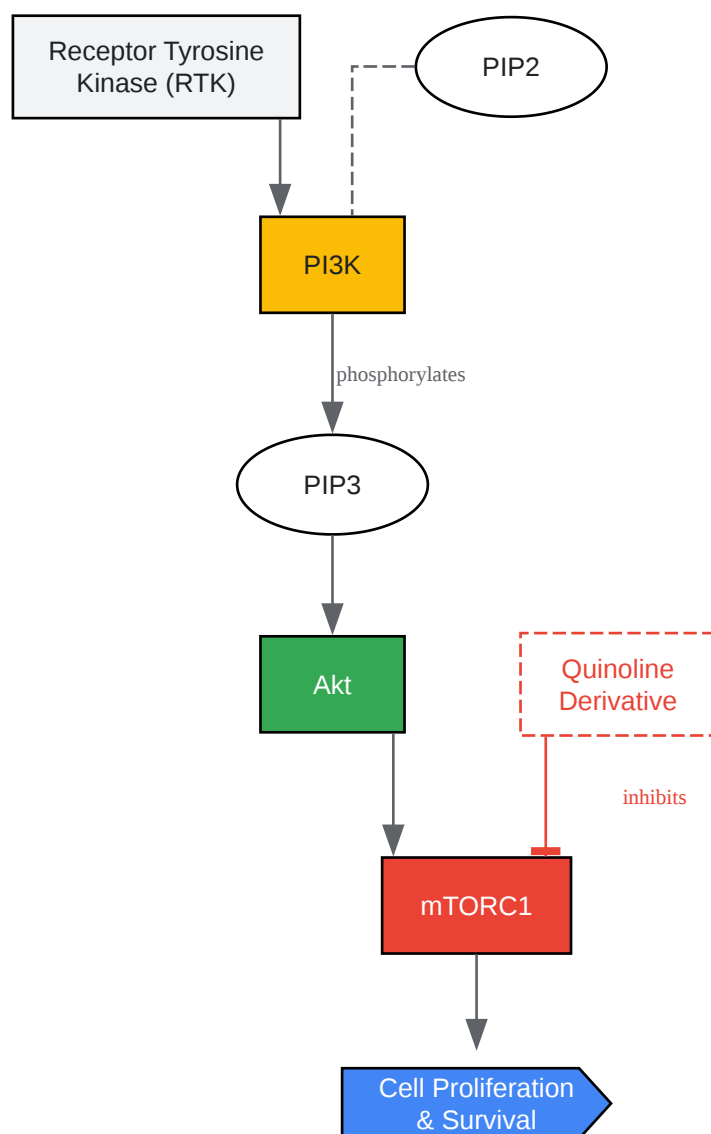 Receptor Tyrosine
Kinase (RTK)
PIP2
PI3K
phosphorylates
PIP3
Akt
Quinoline
Derivative
inhibits
mTORC1
Cell Proliferation
& Survival